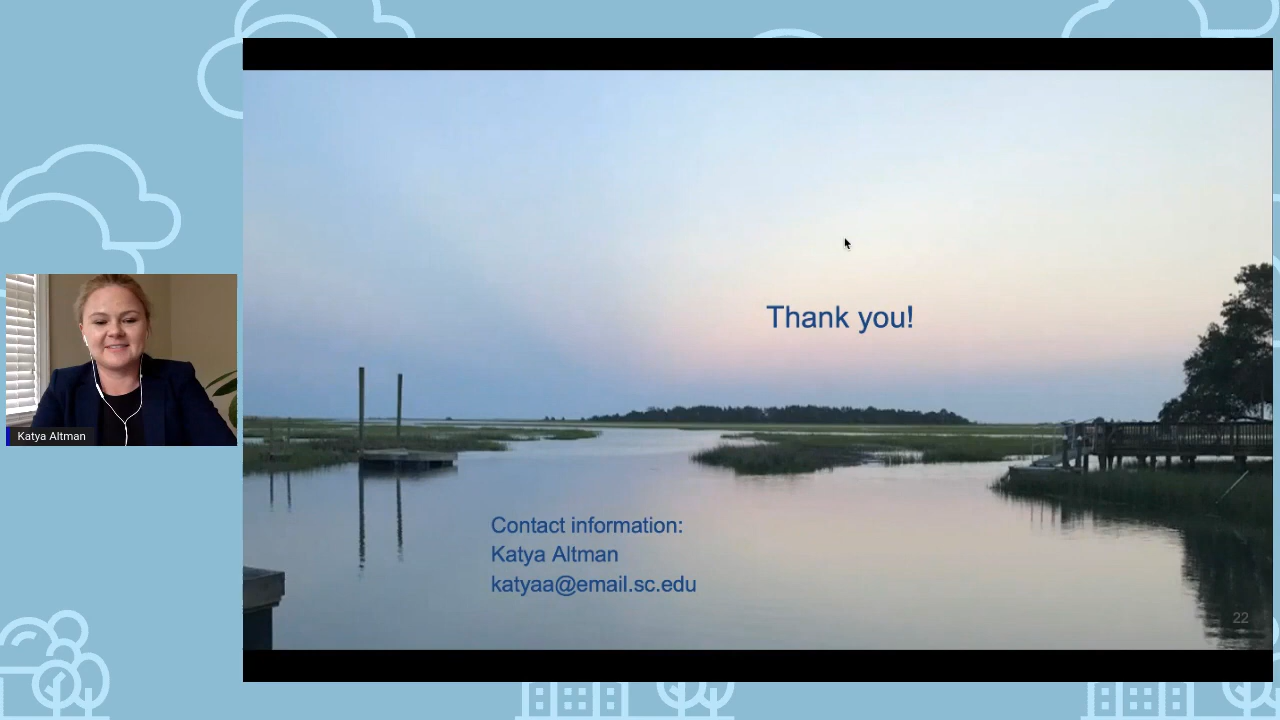 Thank you!
Katya Altman
Contact information:
Katya Altman
katyaa@email.sc.edu
22